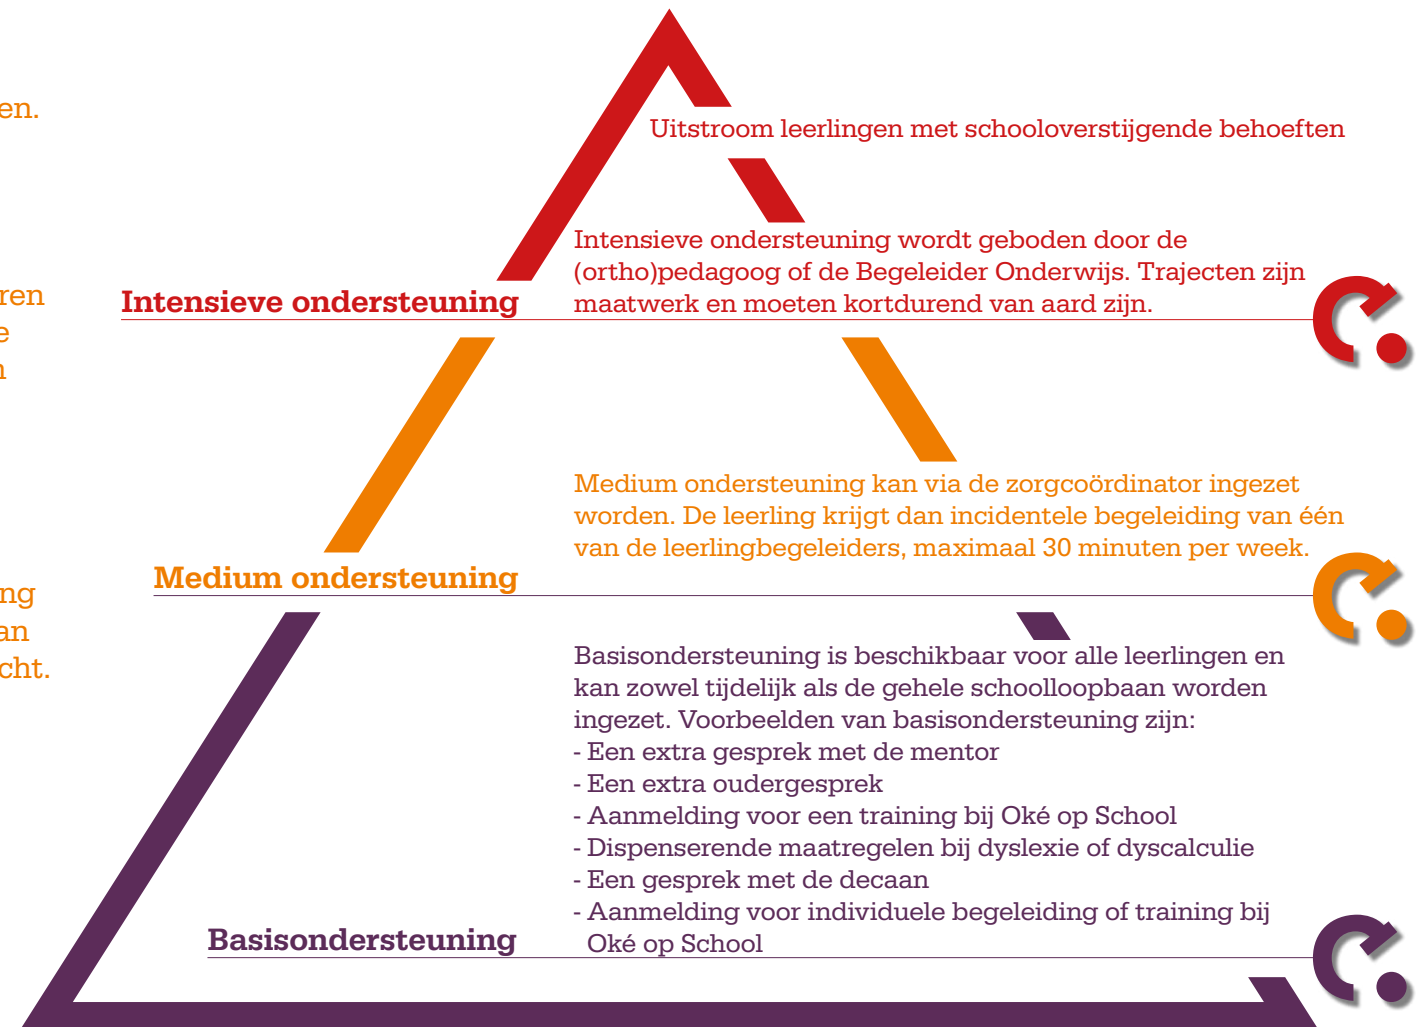 en.
ren
e
n
ng
an
cht.
Uitstroom leerlingen met schooloverstijgende behoeften
Intensieve ondersteuning wordt geboden door de
(ortho)pedagoog of de Begeleider Onderwijs. Trajecten zijn
maatwerk en moeten kortdurend van aard zijn.
Intensieve ondersteuning
Medium ondersteuning kan via de zorgcoördinator ingezet
worden. De leerling krijgt dan incidentele begeleiding van één
van de leerlingbegeleiders, maximaal 30 minuten per week.
Medium ondersteuning
Basisondersteuning is beschikbaar voor alle leerlingen en
kan zowel tijdelijk als de gehele schoolloopbaan worden
ingezet. Voorbeelden van basisondersteuning zijn:
- Een extra gesprek met de mentor
- Een extra oudergesprek
- Aanmelding voor een training bij Oké op School
- Dispenserende maatregelen bij dyslexie of dyscalculie
- Een gesprek met de decaan
- Aanmelding voor individuele begeleiding of training bij
Oké op School
Basisondersteuning